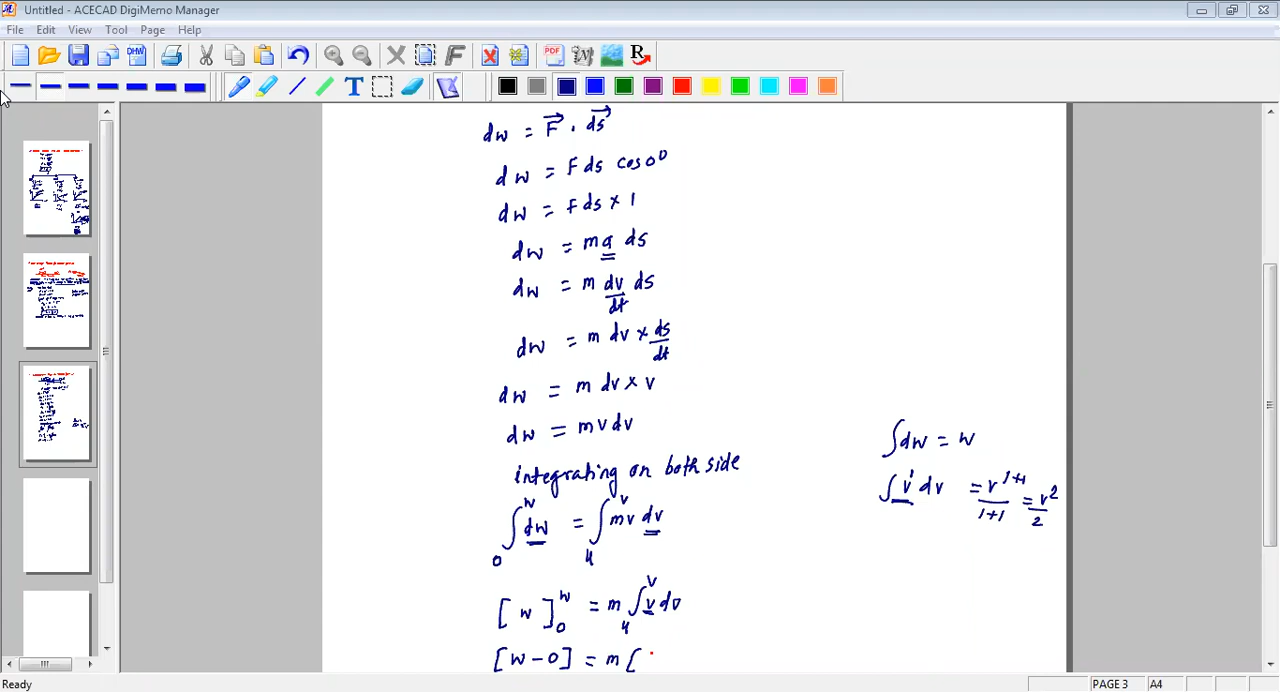 Untitled - ACECAD DigiMemo Manager
File Edit View Tool Page Help
PDF
dw = F⃗ . ds⃗
dw = F ds cos 0⁰
dw = F ds × 1
dw = m a ds
dw = m dv/dt ds
dw = m dv × ds/dt
dw = m dv × v
dw = mv dv
integrating on both side
∫₀ᵂ dw = ∫ᵤᵛ mv dv
[w]₀ᵂ = m ∫ᵤᵛ v dv
[w - 0] = m [
∫dw = w
∫ v¹ dv = v¹⁺¹/1+1 = v²/2
Ready
PAGE 3 A4